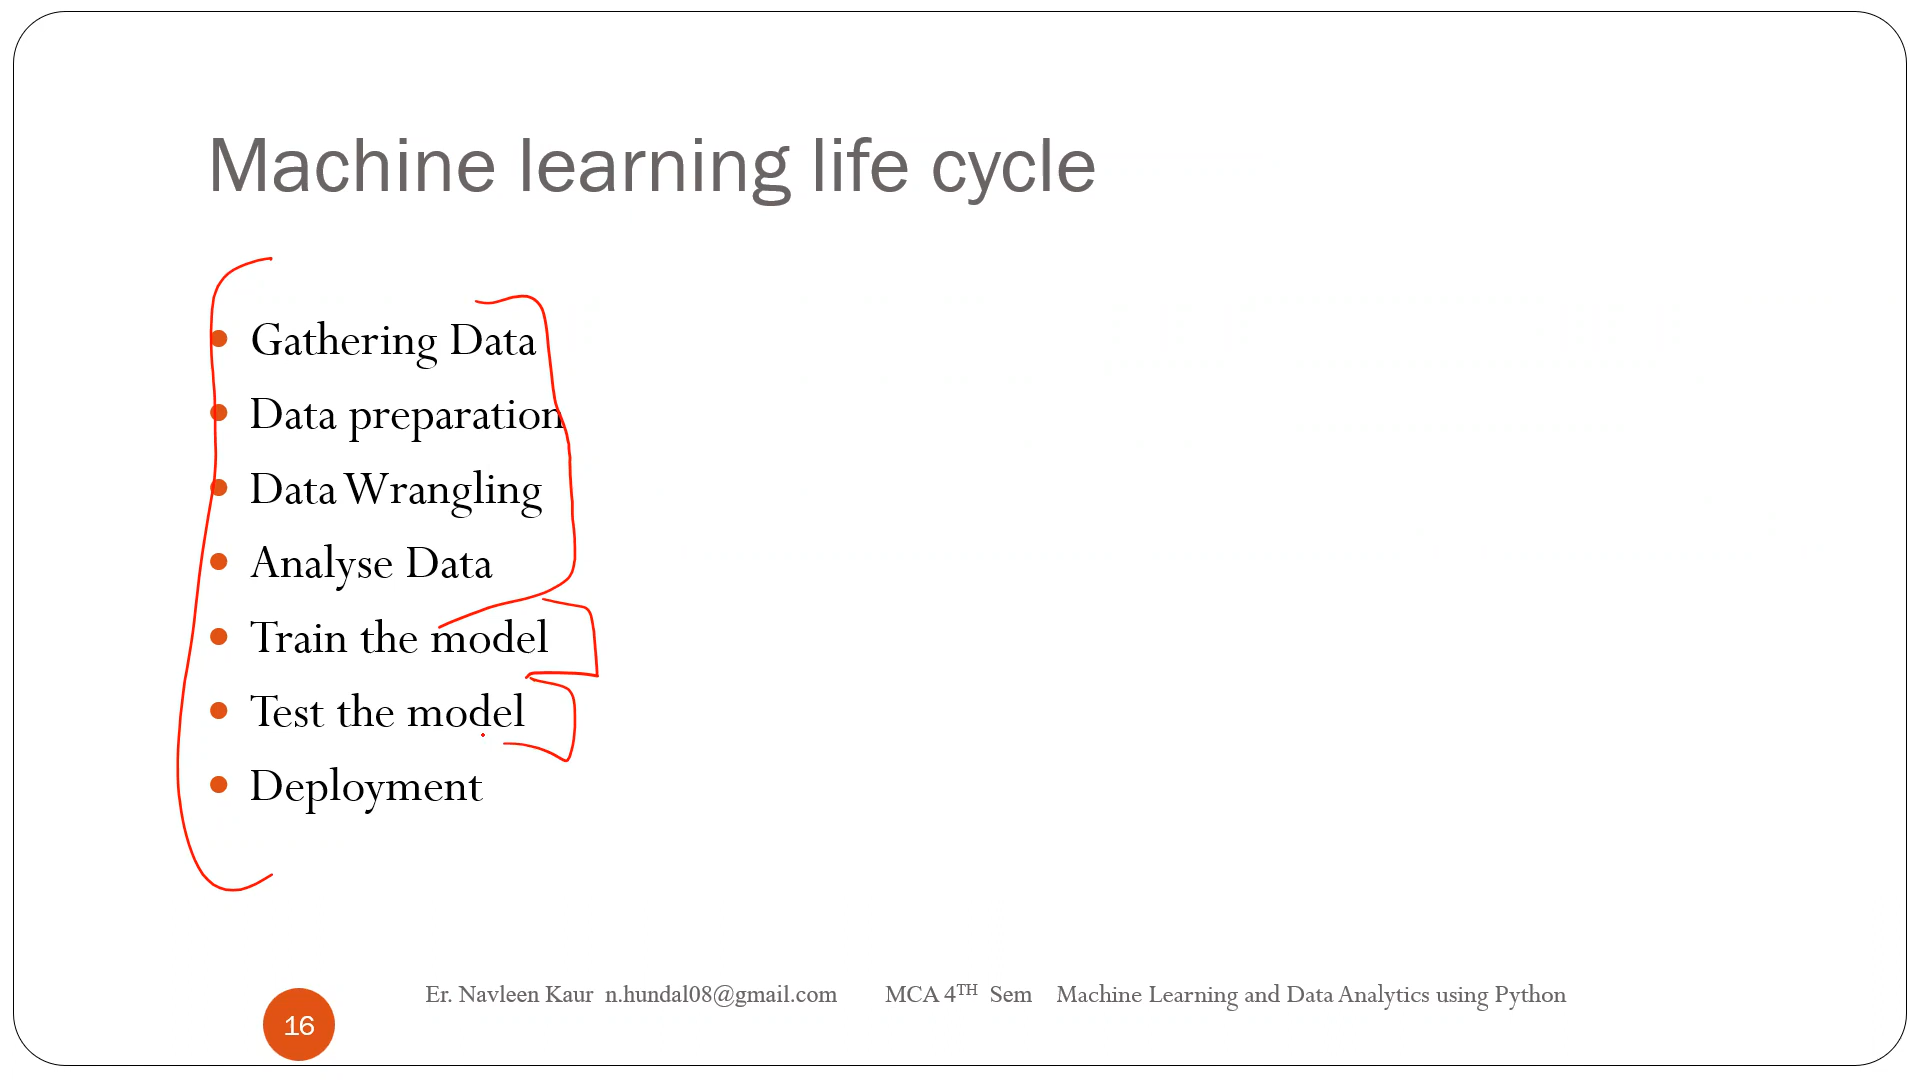 Machine learning life cycle
Gathering Data
Data preparation
Data Wrangling
Analyse Data
Train the model
Test the model
Deployment
Er. Navleen Kaur n.hundal08@gmail.com MCA 4TH Sem Machine Learning and Data Analytics using Python
16